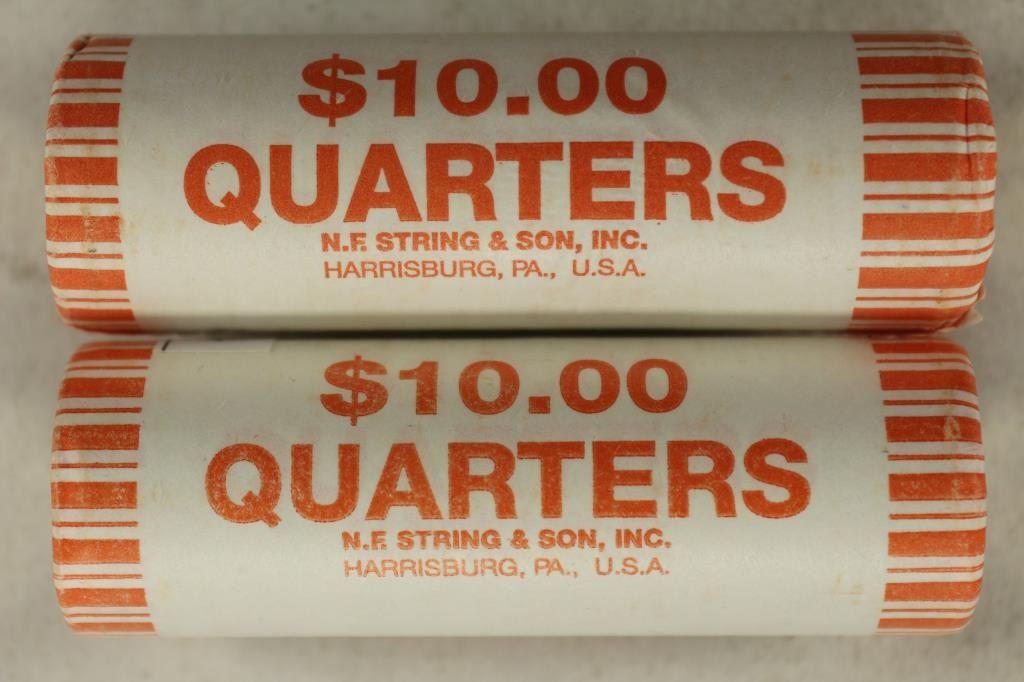 $10.00
QUARTERS
N.F. STRING & SON, INC.
HARRISBURG, PA., U.S.A.
$10.00
QUARTERS
N.F. STRING & SON, INC.
HARRISBURG, PA., U.S.A.